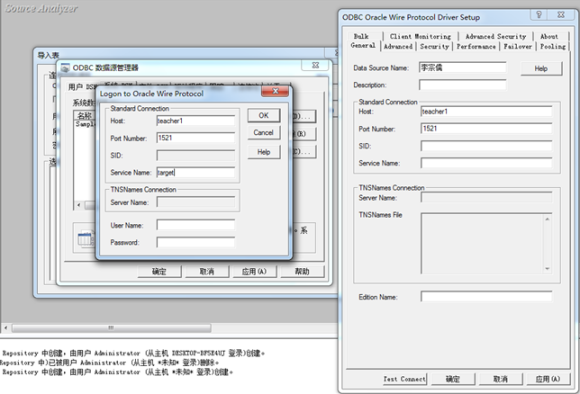 Source Analyzer
导入表
ODBC 数据源管理器
用户 DSN
系统数
名称
Sample
Logon to Oracle Wire Protocol
Standard Connection
Host: teacher1
Port Number: 1521
SID:
Service Name: target
TNSNames Connection
Server Name:
User Name:
Password:
OK
Cancel
Help
确定 取消 应用(A) 帮助
Repository 中创建，由用户 Administrator (从主机 DESKTOP-BF5E4UJ 登录)创建。
Repository 中)已被用户 Administrator (从主机 *未知* 登录)删除。
Repository 中创建，由用户 Administrator (从主机 *未知* 登录)创建。
ODBC Oracle Wire Protocol Driver Setup
Bulk Client Monitoring Advanced Security About
General Advanced Security Performance Failover Pooling
Data Source Name: 李宗儒 Help
Description:
Standard Connection
Host: teacher1
Port Number: 1521
SID:
Service Name:
TNSNames Connection
Server Name:
TNSNames File
Edition Name:
Test Connect 确定 取消 应用(A)